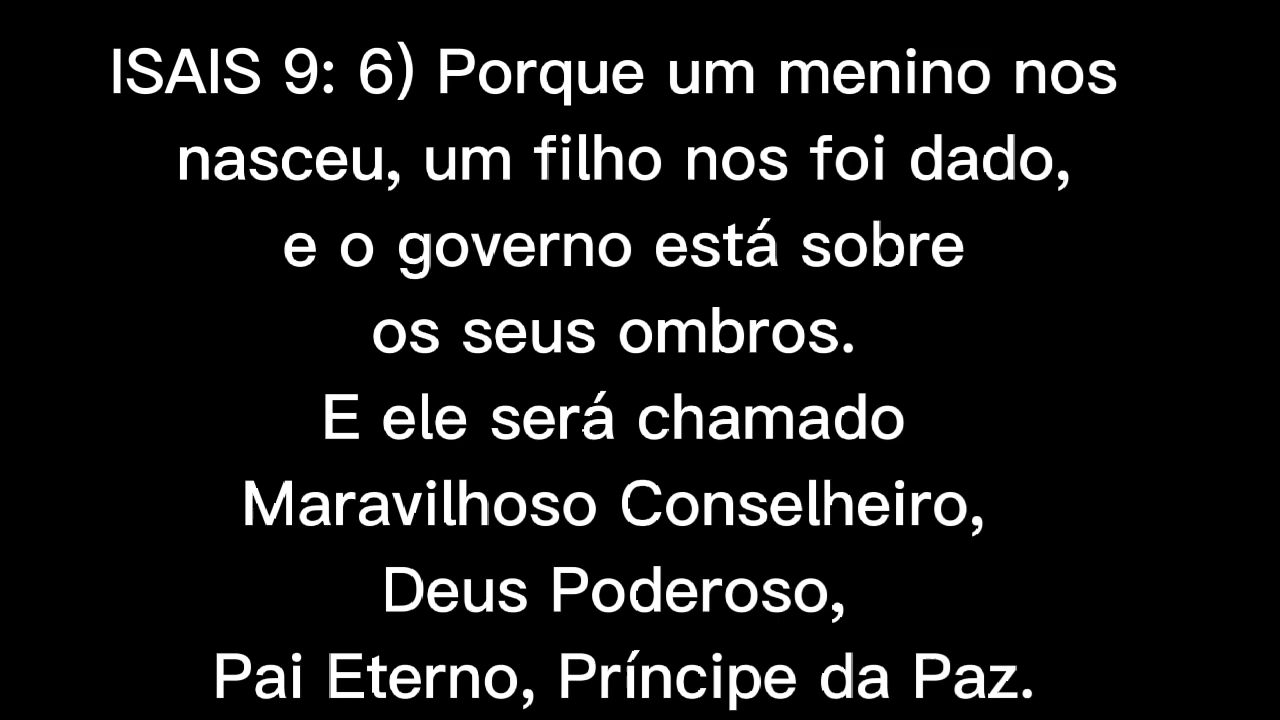 ISAIS 9: 6) Porque um menino nos
nasceu, um filho nos foi dado,
e o governo está sobre
os seus ombros.
E ele será chamado
Maravilhoso Conselheiro,
Deus Poderoso,
Pai Eterno, Príncipe da Paz.